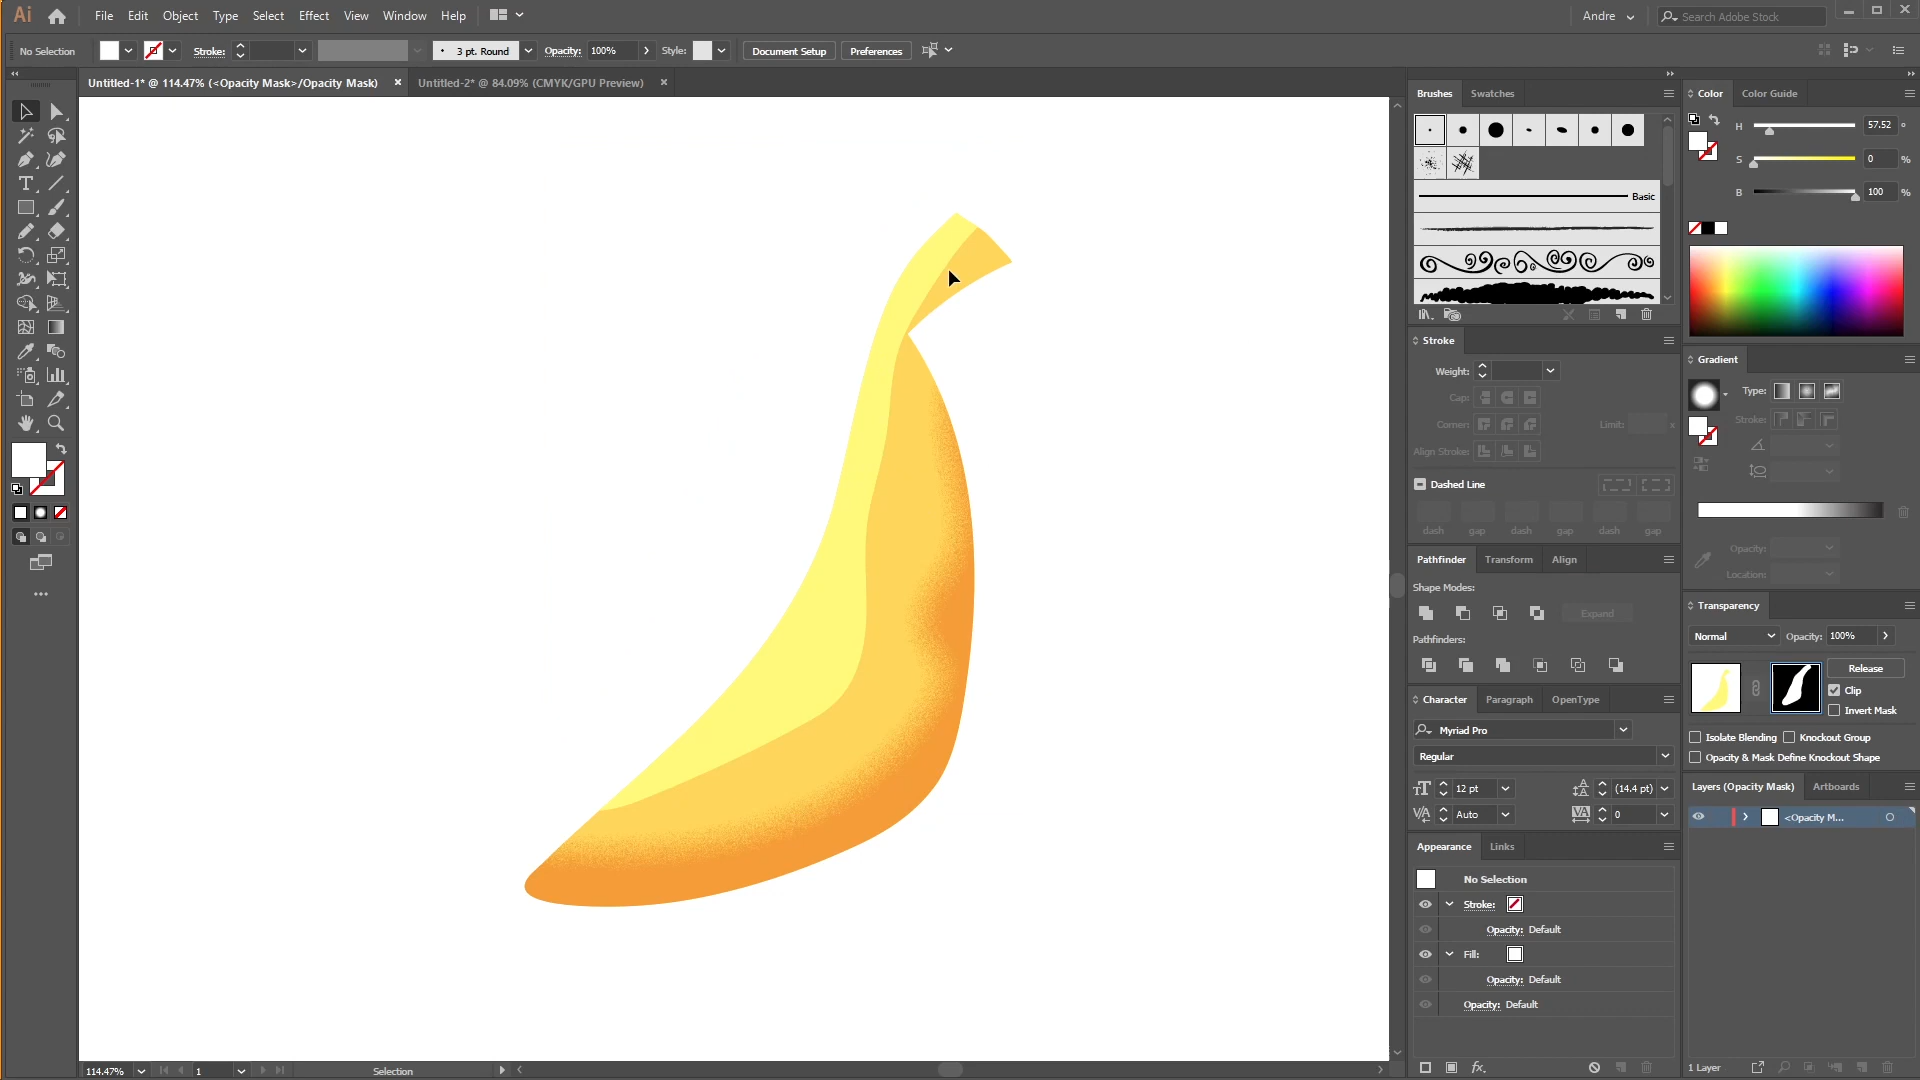 Ai File Edit Object Type Select Effect View Window Help Andre Search Adobe Stock
No Selection Stroke: 3 pt. Round Opacity: 100% Style: Document Setup Preferences
Untitled-1* @ 114.47% (<Opacity Mask>/Opacity Mask) × Untitled-2* @ 84.09% (CMYK/GPU Preview) ×
Brushes Swatches
Basic
Stroke
Weight:
Cap:
Corner: Limit: x
Align Stroke:
Dashed Line
dash gap dash gap dash gap
Pathfinder Transform Align
Shape Modes:
Expand
Pathfinders:
Character Paragraph OpenType
Myriad Pro
Regular
12 pt (14.4 pt)
Auto 0
Appearance Links
No Selection
Stroke:
Opacity: Default
Fill:
Opacity: Default
Opacity: Default
fx
Color Color Guide
H 57.52 °
S 0 %
B 100 %
Gradient
Type:
Stroke:
Opacity:
Location:
Transparency
Normal Opacity: 100%
Release
Clip
Invert Mask
Isolate Blending Knockout Group
Opacity & Mask Define Knockout Shape
Layers (Opacity Mask) Artboards
<Opacity M...
1 Layer
114.47% 1 Selection